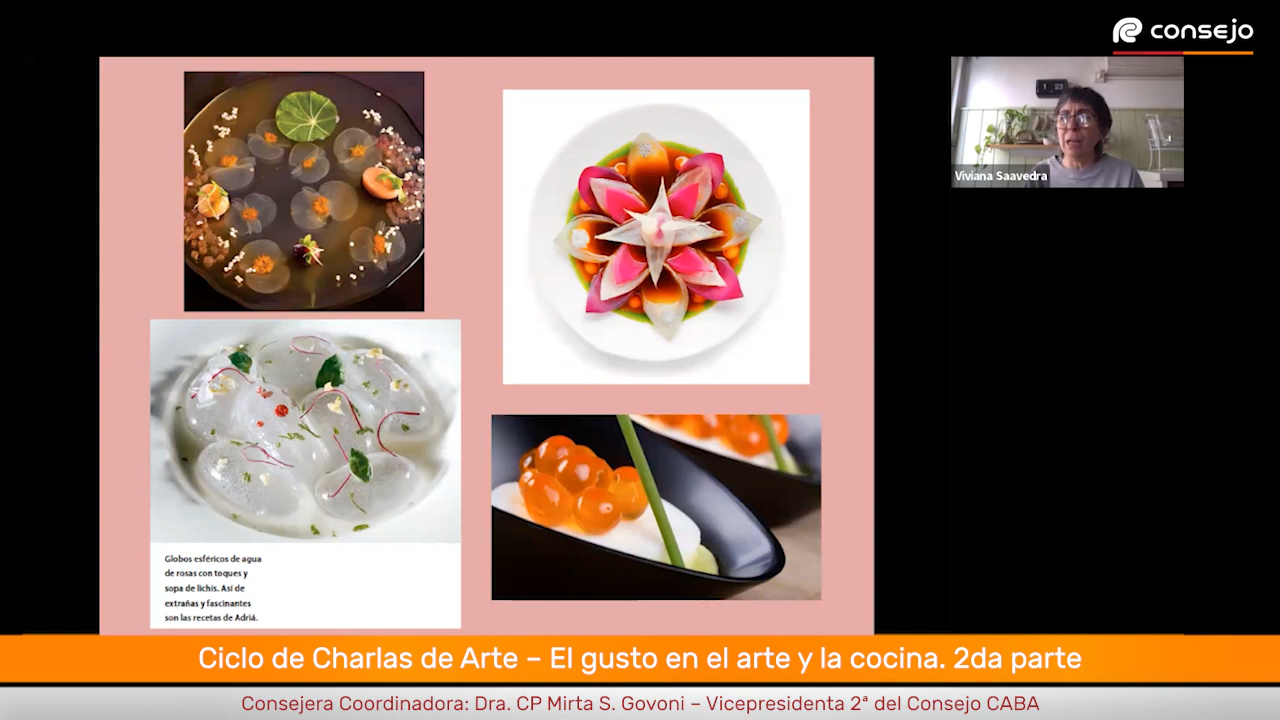 consejo
Viviana Saavedra
Globos esféricos de agua
de rosas con toques y
sopa de lichis. Así de
extrañas y fascinantes
son las recetas de Adriá.
Ciclo de Charlas de Arte – El gusto en el arte y la cocina. 2da parte
Consejera Coordinadora: Dra. CP Mirta S. Govoni – Vicepresidenta 2ª del Consejo CABA